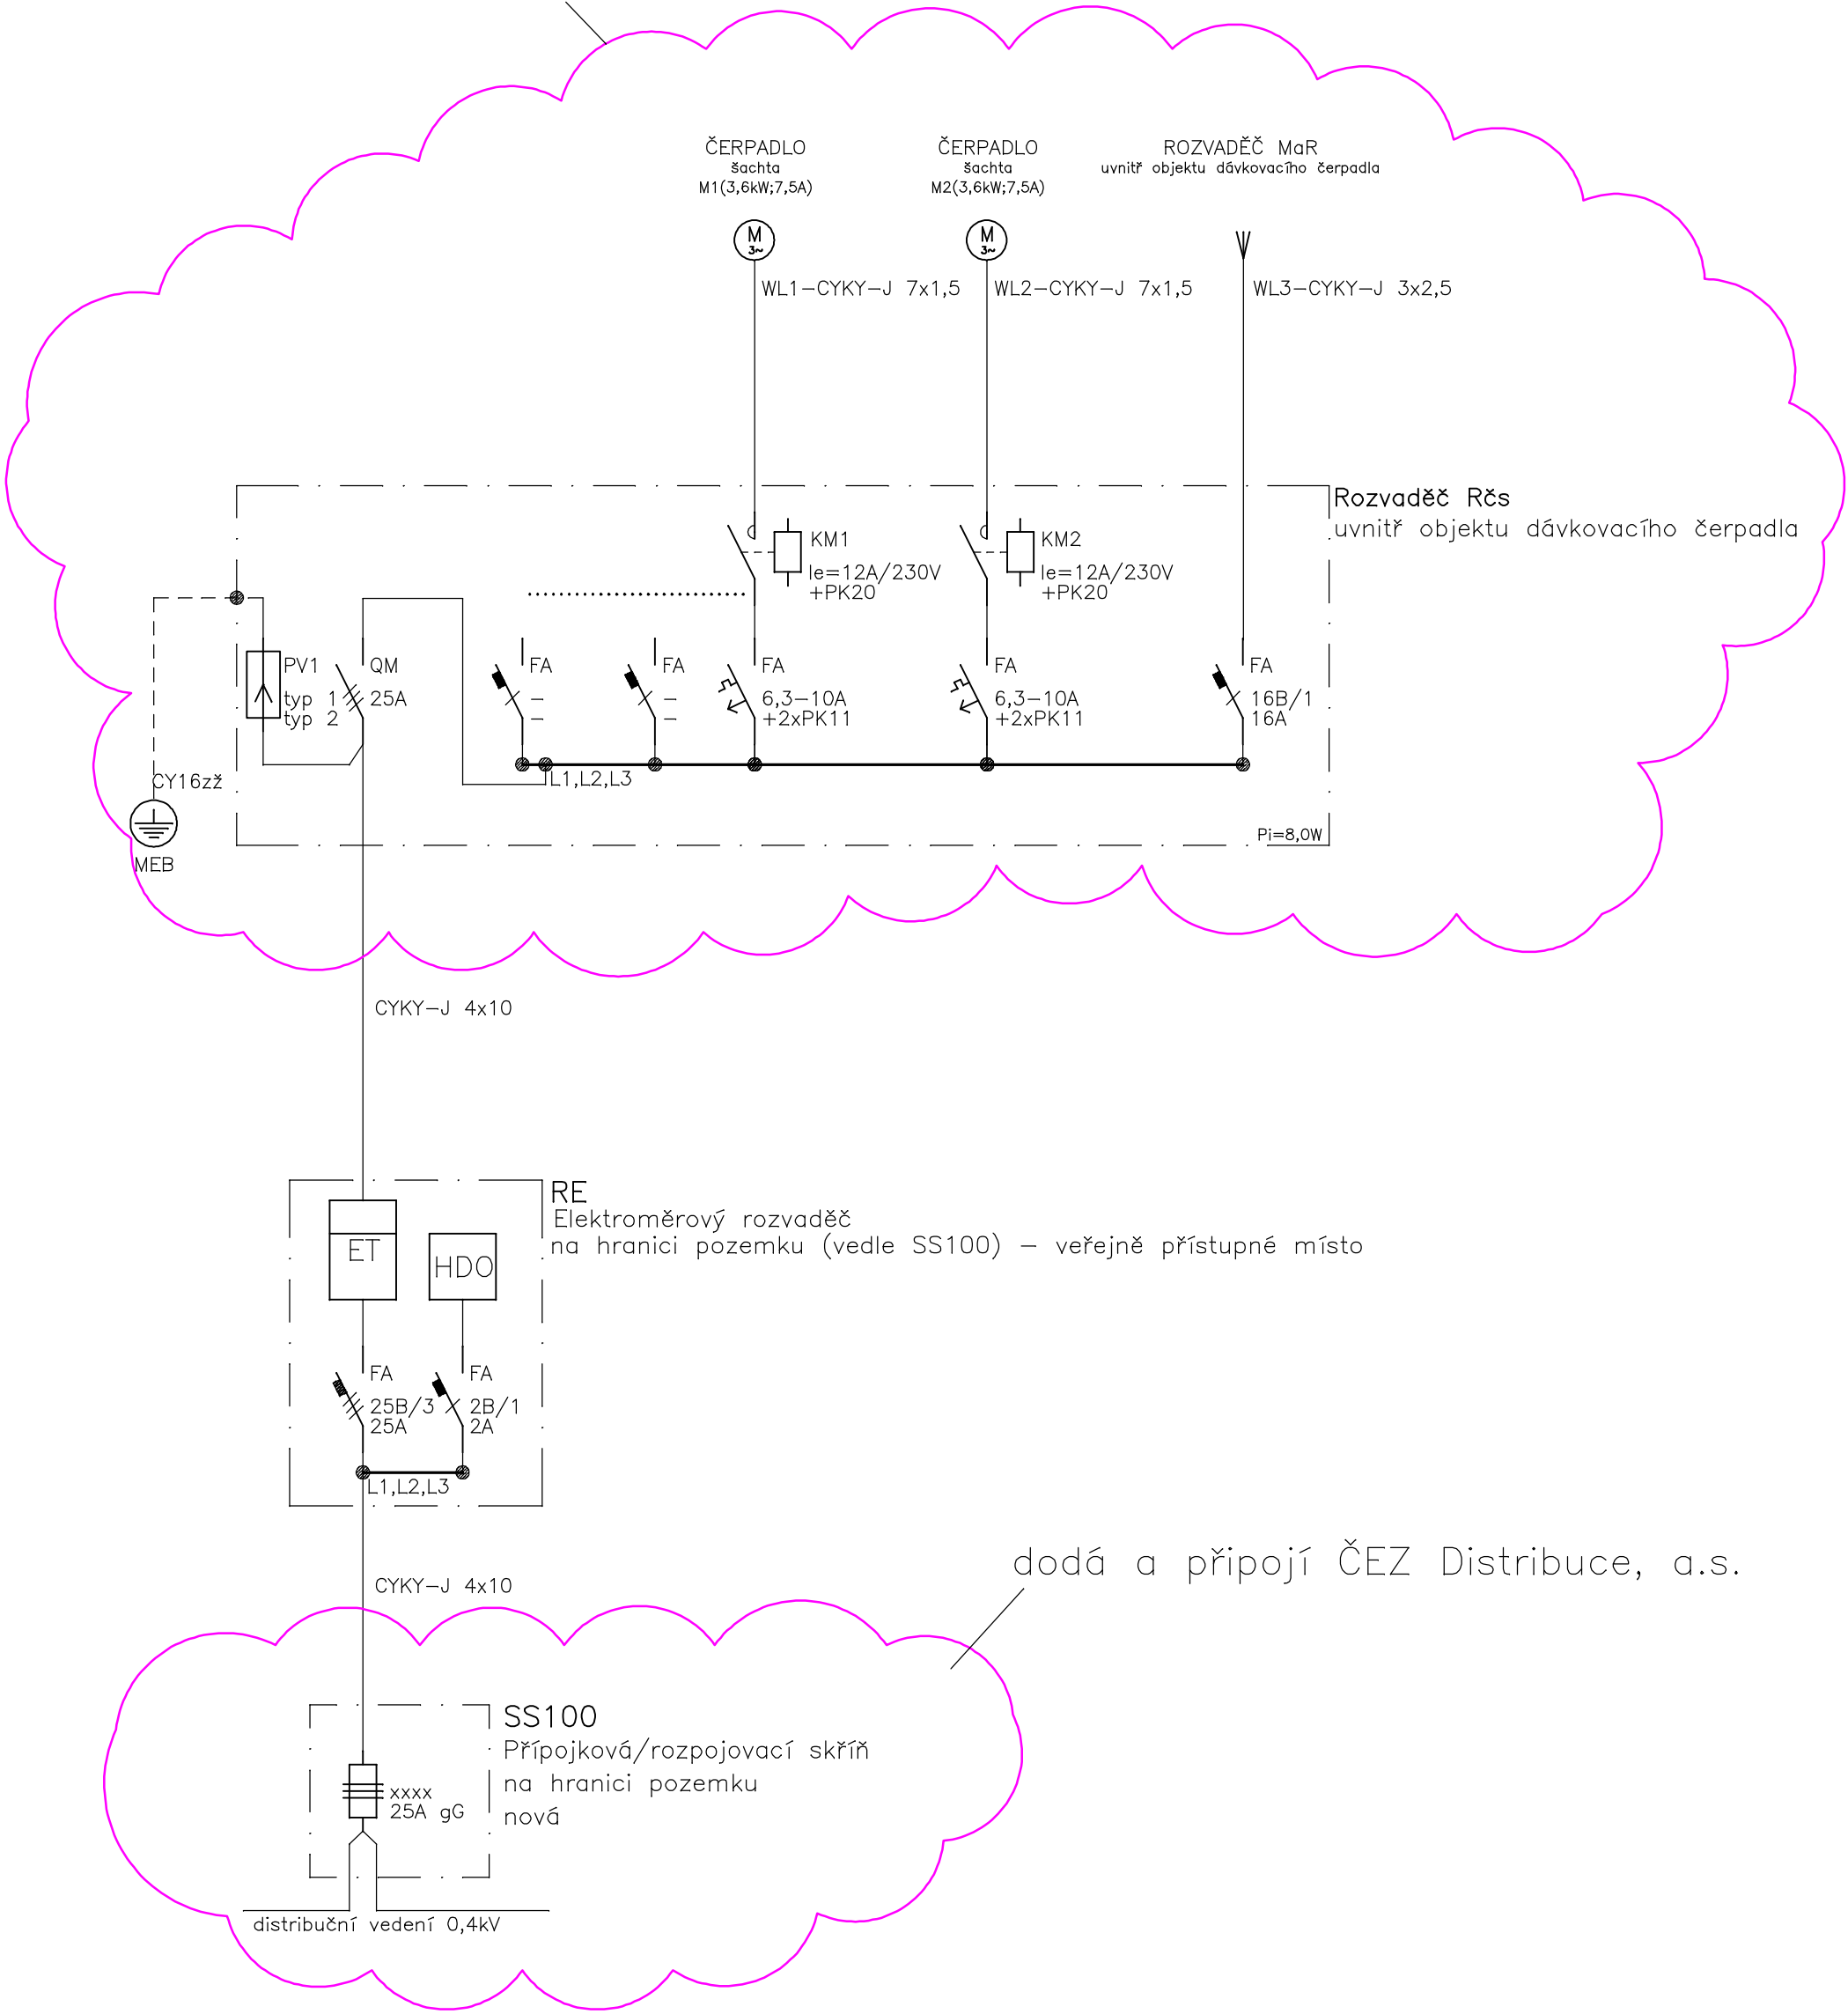 ČERPADLO
šachta
M1(3,6kW;7,5A)
ČERPADLO
šachta
M2(3,6kW;7,5A)
ROZVADĚČ MaR
uvnitř objektu dávkovacího čerpadla
M
3~
M
3~
WL1-CYKY-J 7x1,5
WL2-CYKY-J 7x1,5
WL3-CYKY-J 3x2,5
Rozvaděč Rčs
uvnitř objektu dávkovacího čerpadla
KM1
Ie=12A/230V
+PK20
KM2
Ie=12A/230V
+PK20
PV1
typ 1
typ 2
QM
25A
FA
-
-
FA
-
-
FA
6,3-10A
+2xPK11
FA
6,3-10A
+2xPK11
FA
16B/1
16A
L1,L2,L3
CY16zž
MEB
Pi=8,0W
CYKY-J 4x10
RE
Elektroměrový rozvaděč
na hranici pozemku (vedle SS100) - veřejně přístupné místo
ET
HDO
FA
25B/3
25A
FA
2B/1
2A
L1,L2,L3
CYKY-J 4x10
dodá a připojí ČEZ Distribuce, a.s.
SS100
Přípojková/rozpojovací skříň
na hranici pozemku
nová
xxxx
25A gG
distribuční vedení 0,4kV